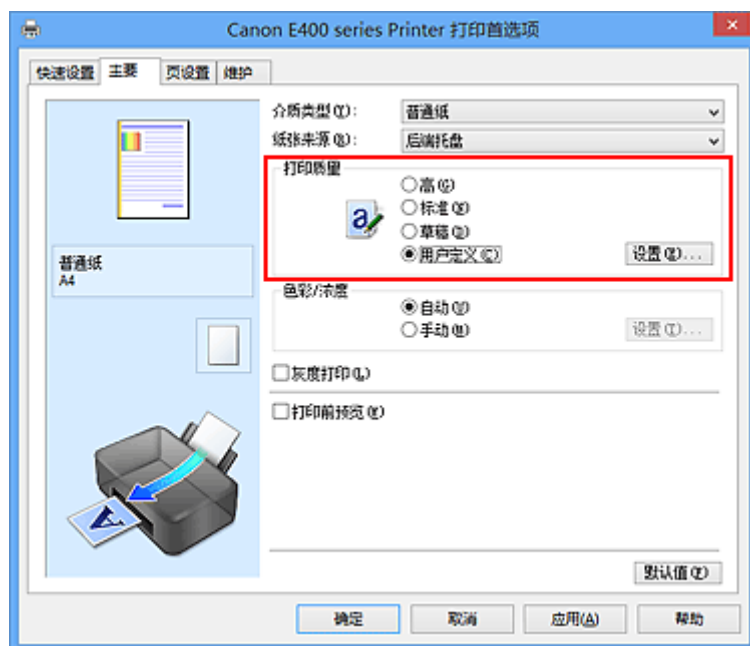 Canon E400 series Printer 打印首选项
快速设置 主要 页设置 维护
介质类型(Y): 普通纸
纸张来源(R): 后端托盘
打印质量
高(G)
标准
草稿
a
用户定义(C) 设置...
普通纸
A4
色彩/浓度
自动
手动 设置...
灰度打印
打印前预览
A
默认值
确定 取消 应用(A) 帮助